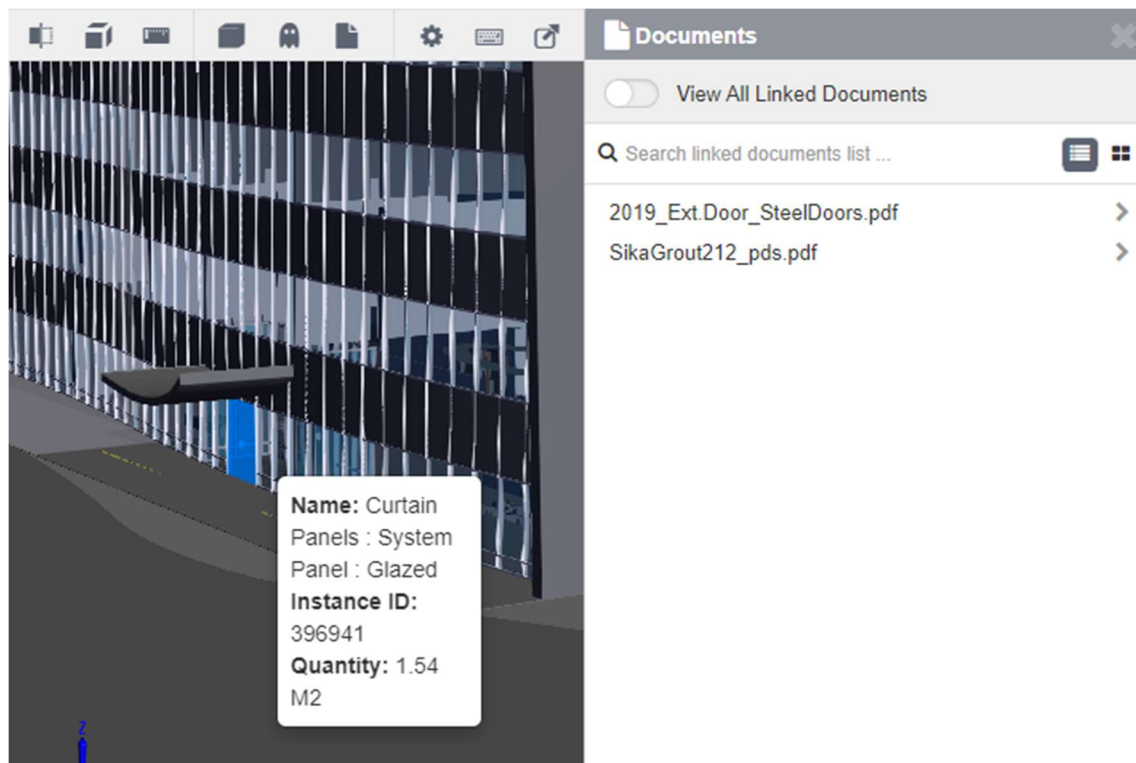 Documents
View All Linked Documents
Search linked documents list ...
2019_Ext.Door_SteelDoors.pdf
SikaGrout212_pds.pdf
Name: Curtain
Panels : System
Panel : Glazed
Instance ID:
396941
Quantity: 1.54
M2
Z